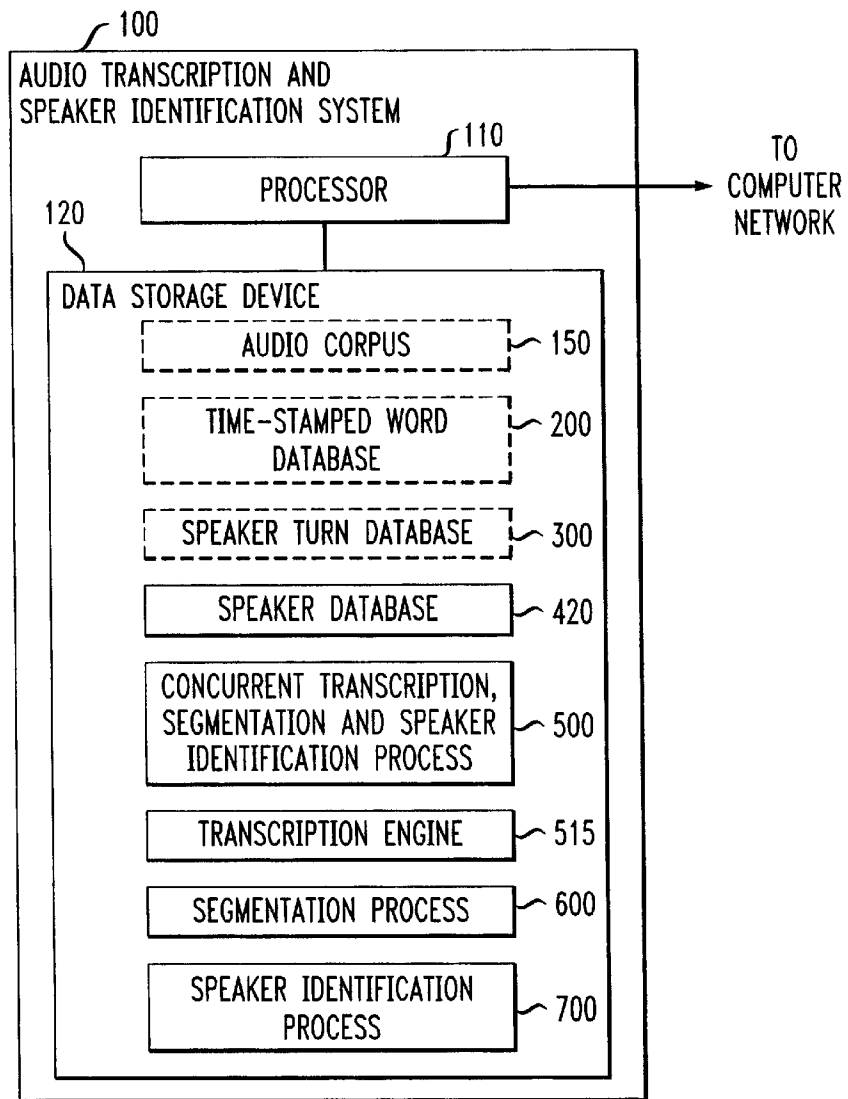 100
AUDIO TRANSCRIPTION AND
SPEAKER IDENTIFICATION SYSTEM
110
PROCESSOR
TO
COMPUTER
NETWORK
120
DATA STORAGE DEVICE
AUDIO CORPUS
150
TIME-STAMPED WORD
DATABASE
200
SPEAKER TURN DATABASE
300
SPEAKER DATABASE
420
CONCURRENT TRANSCRIPTION,
SEGMENTATION AND SPEAKER
IDENTIFICATION PROCESS
500
TRANSCRIPTION ENGINE
515
SEGMENTATION PROCESS
600
SPEAKER IDENTIFICATION
PROCESS
700